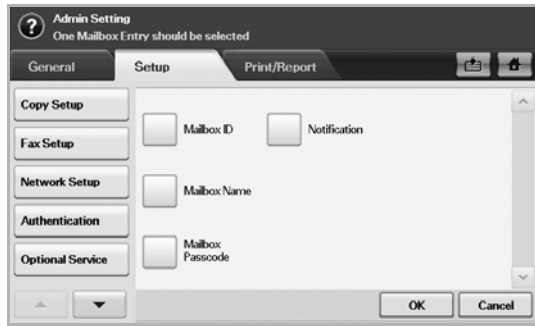 Admin Setting
One Mailbox Entry should be selected
General
Setup
Print/Report
Copy Setup
Fax Setup
Network Setup
Authentication
Optional Service
Mailbox ID
Notification
Mailbox Name
Mailbox
Passcode
OK
Cancel